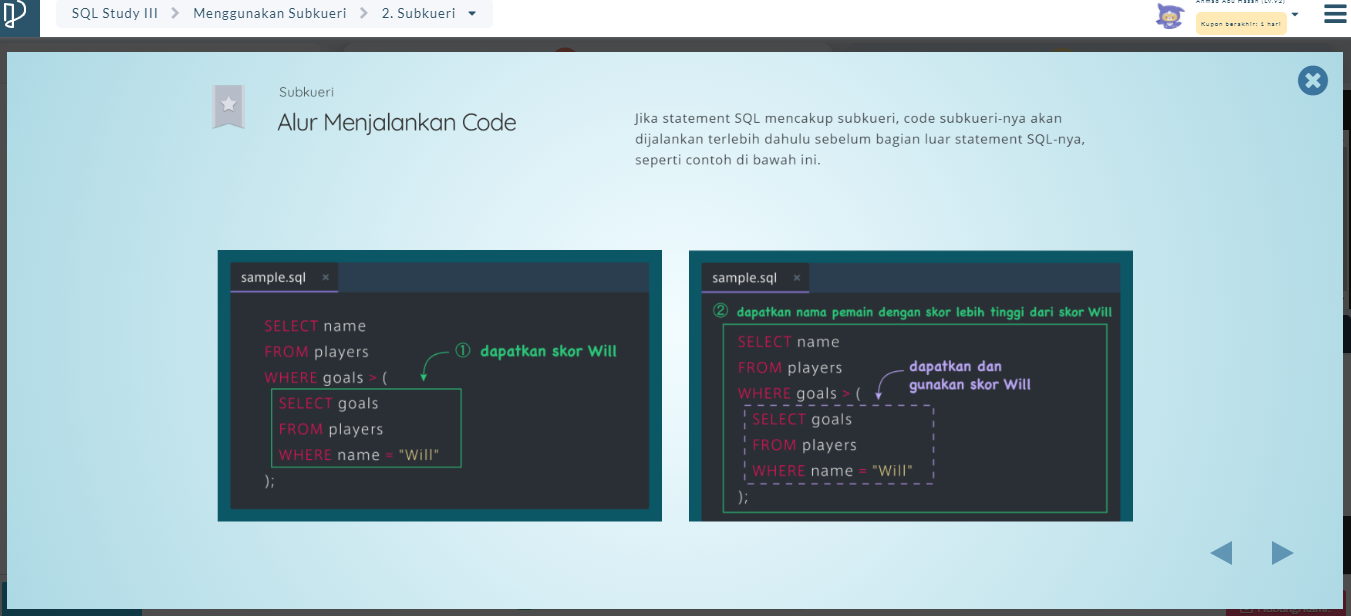 SQL Study III > Menggunakan Subkueri > 2. Subkueri
Kupon berakhir: 1 hari
Subkueri
Alur Menjalankan Code
Jika statement SQL mencakup subkueri, code subkueri-nya akan
dijalankan terlebih dahulu sebelum bagian luar statement SQL-nya,
seperti contoh di bawah ini.
sample.sql ×
SELECT name
FROM players
WHERE goals > (
① dapatkan skor Will
SELECT goals
FROM players
WHERE name = "Will"
);
sample.sql ×
② dapatkan nama pemain dengan skor lebih tinggi dari skor Will
SELECT name
FROM players
WHERE goals > (
dapatkan dan
gunakan skor Will
SELECT goals
FROM players
WHERE name = "Will"
);